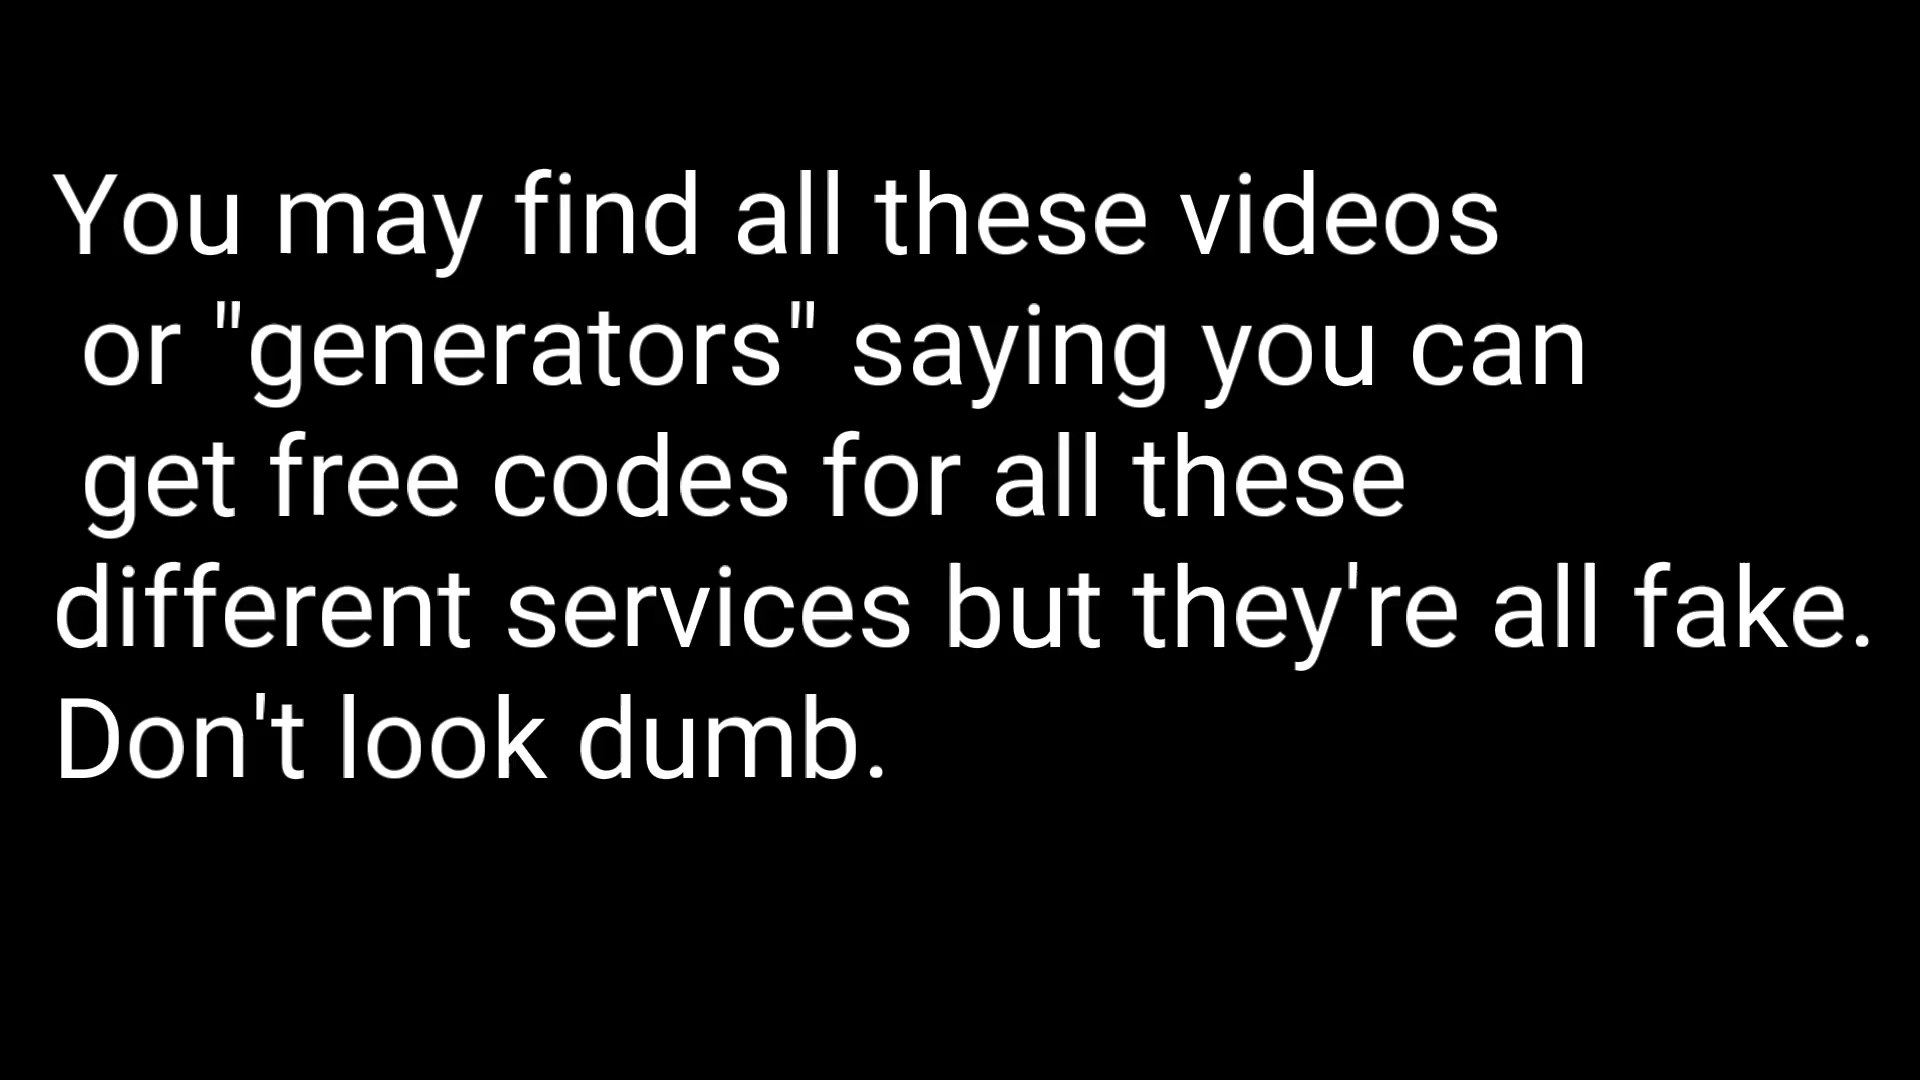 You may find all these videos
or "generators" saying you can
get free codes for all these
different services but they're all fake.
Don't look dumb.